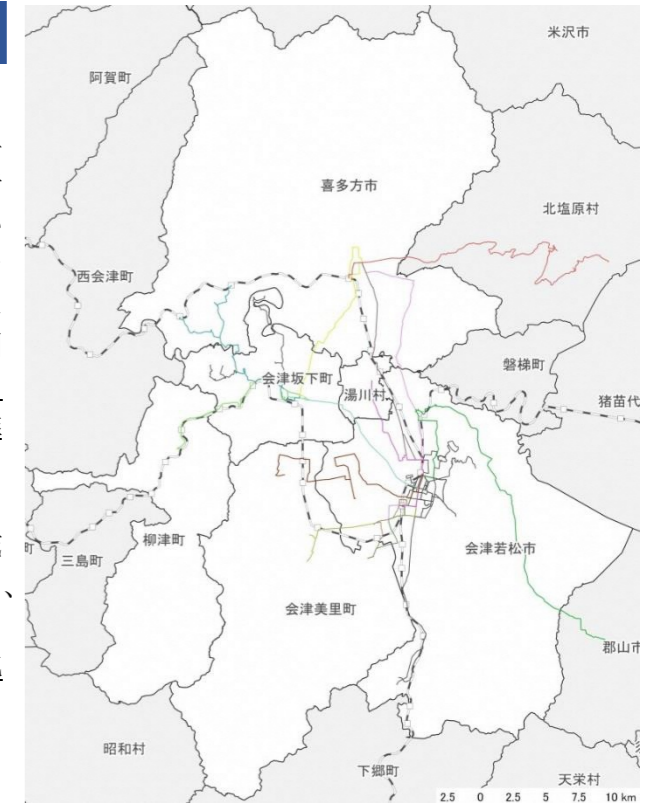 米沢市
阿賀町
喜多方市
北塩原村
西会津町
磐梯町
会津坂下町
湯川村
猪苗代
柳津町
三島町
町
会津若松市
会津美里町
郡山市
昭和村
下郷町
天栄村
2.5 0 2.5 5 7.5 10 km